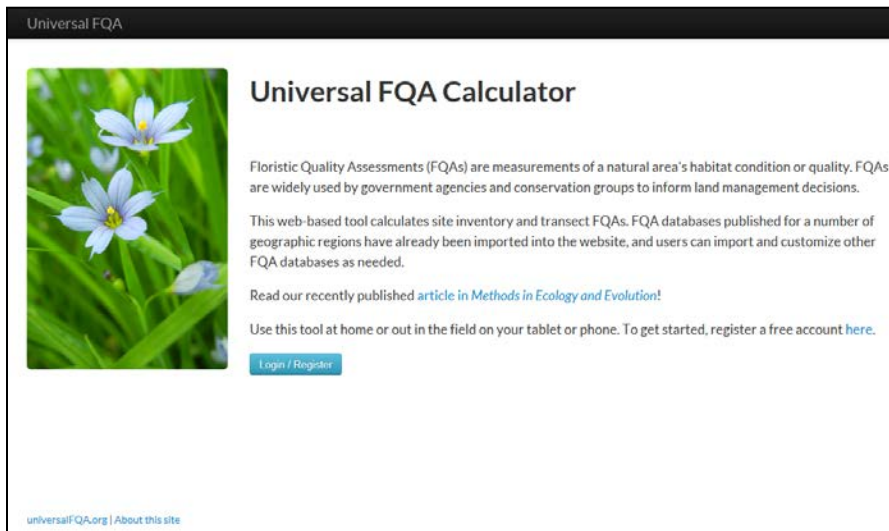 Universal FQA
Universal FQA Calculator
Floristic Quality Assessments (FQAs) are measurements of a natural area's habitat condition or quality. FQAs
are widely used by government agencies and conservation groups to inform land management decisions.
This web-based tool calculates site inventory and transect FQAs. FQA databases published for a number of
geographic regions have already been imported into the website, and users can import and customize other
FQA databases as needed.
Read our recently published article in Methods in Ecology and Evolution!
Use this tool at home or out in the field on your tablet or phone. To get started, register a free account here.
Login / Register
universalFQA.org | About this site